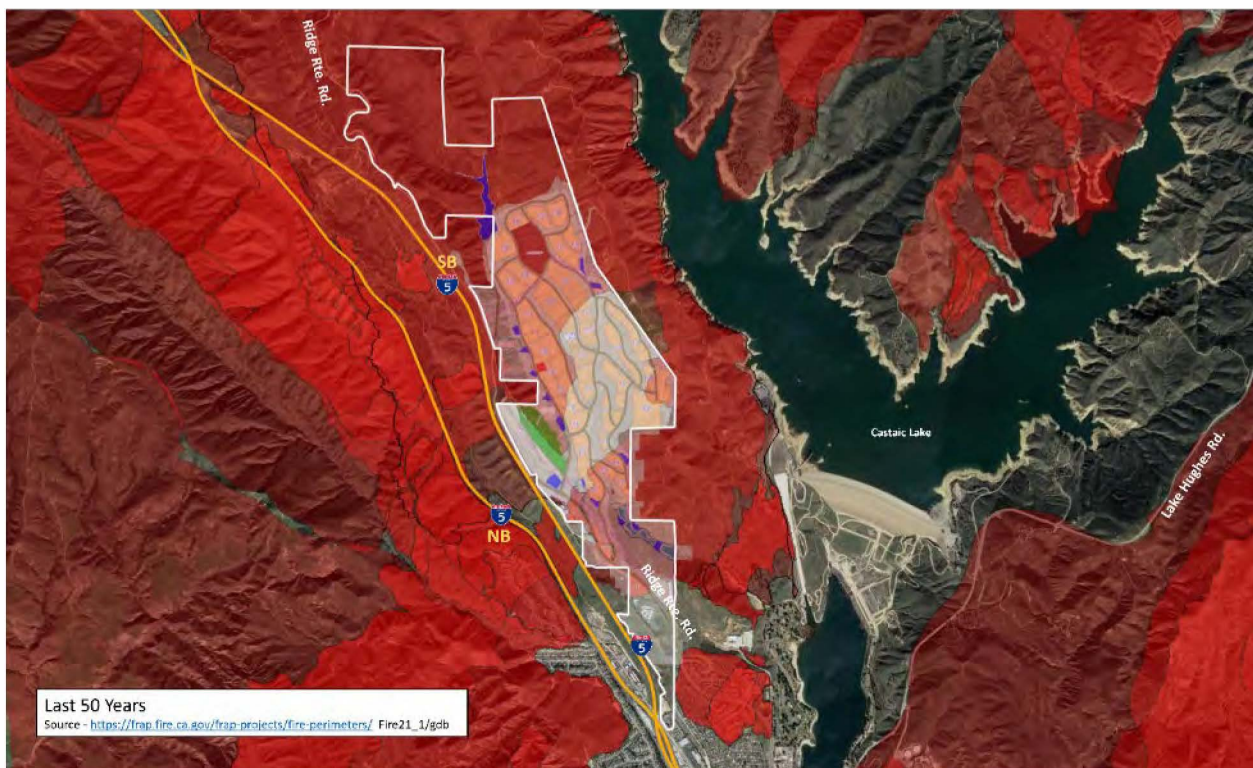 Ridge Rte. Rd.
SB
5
5
NB
Castaic Lake
Lake Hughes Rd.
Ridge Rte. Rd.
5
Last 50 Years
Source - https://frap.fire.ca.gov/frap-projects/fire-perimeters/ Fire21_1/gdb